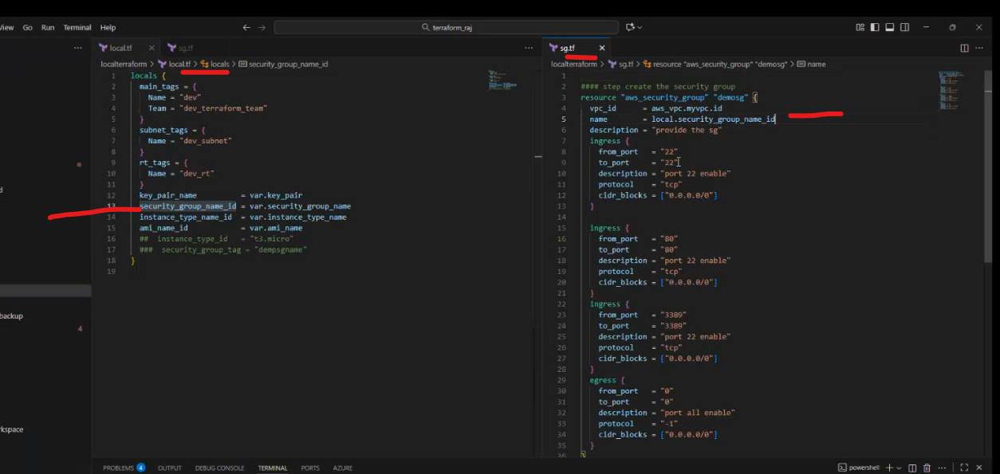 View Go Run Terminal Help
terraform_raj
local.tf
sg.tf
localterraform > local.tf > locals > security_group_name_id
1 locals {
2 main_tags = {
3 Name = "dev"
4 Team = "dev_terraform_team"
5 }
6 subnet_tags = {
7 Name = "dev_subnet"
8 }
9 rt_tags = {
10 Name = "dev_rt"
11 }
12 key_pair_name = var.key_pair
13 security_group_name_id = var.security_group_name
14 instance_type_name_id = var.instance_type_name
15 ami_name_id = var.ami_name
16 ## instance_type_id = "t3.micro"
17 ### security_group_tag = "dempsgname"
18 }
19
sg.tf
localterraform > sg.tf > resource "aws_security_group" "demosg" > name
1
2 #### step create the security group
3 resource "aws_security_group" "demosg" {
4 vpc_id = aws_vpc.myvpc.id
5 name = local.security_group_name_id
6 description = "provide the sg"
7 ingress {
8 from_port = "22"
9 to_port = "22"
10 description = "port 22 enable"
11 protocol = "tcp"
12 cidr_blocks = ["0.0.0.0/0"]
13 }
14
15 ingress {
16 from_port = "80"
17 to_port = "80"
18 description = "port 22 enable"
19 protocol = "tcp"
20 cidr_blocks = ["0.0.0.0/0"]
21 }
22 ingress {
23 from_port = "3389"
24 to_port = "3389"
25 description = "port 22 enable"
26 protocol = "tcp"
27 cidr_blocks = ["0.0.0.0/0"]
28 }
29 egress {
30 from_port = "0"
31 to_port = "0"
32 description = "port all enable"
33 protocol = "-1"
34 cidr_blocks = ["0.0.0.0/0"]
35 }
36 }
d
backup
4
kspace
PROBLEMS 4 OUTPUT DEBUG CONSOLE TERMINAL PORTS AZURE
powershell